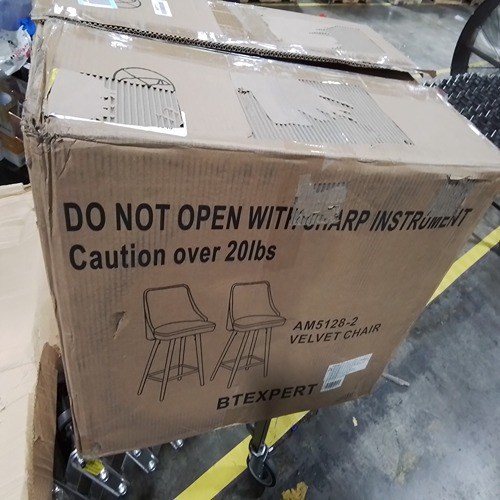 DO NOT OPEN WITH SHARP INSTRUMENT
Caution over 20lbs
AM5128-2
VELVET CHAIR
BTEXPERT